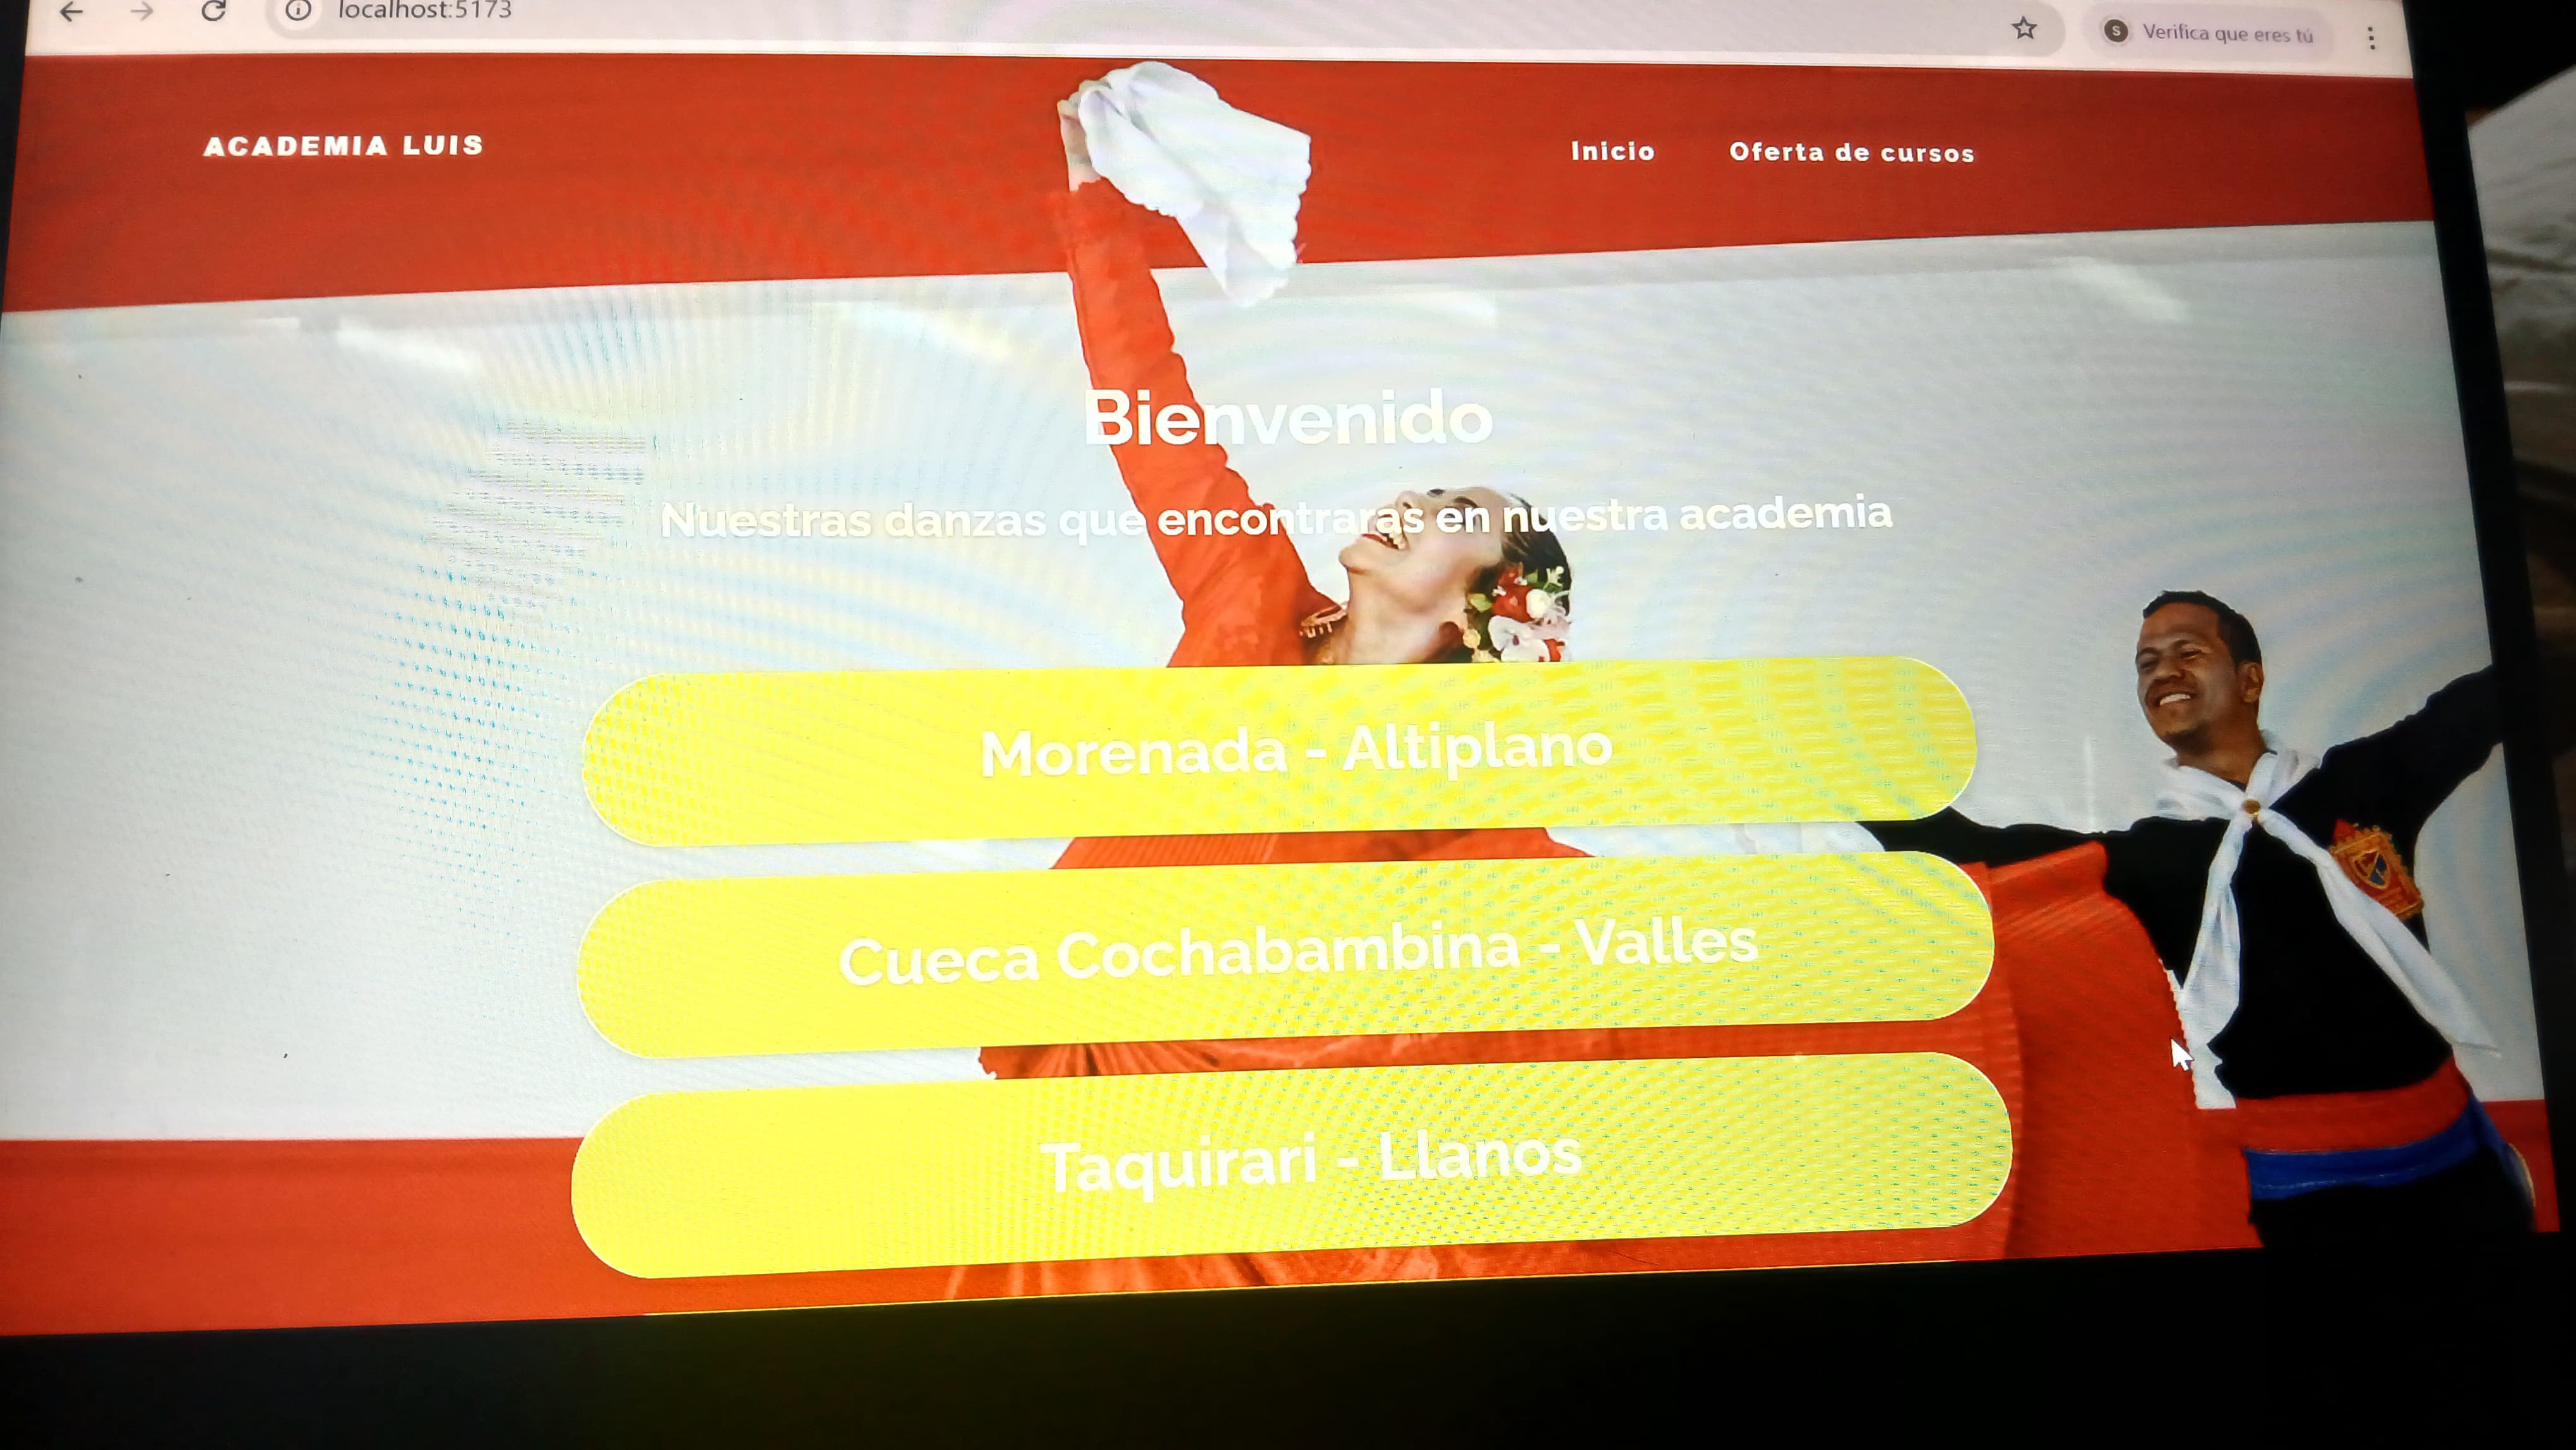 localhost:5173
S Verifica que eres tú
ACADEMIA LUIS
Inicio Oferta de cursos
Bienvenido
Nuestras danzas que encontraras en nuestra academia
Morenada - Altiplano
Cueca Cochabambina - Valles
Taquirari - Llanos